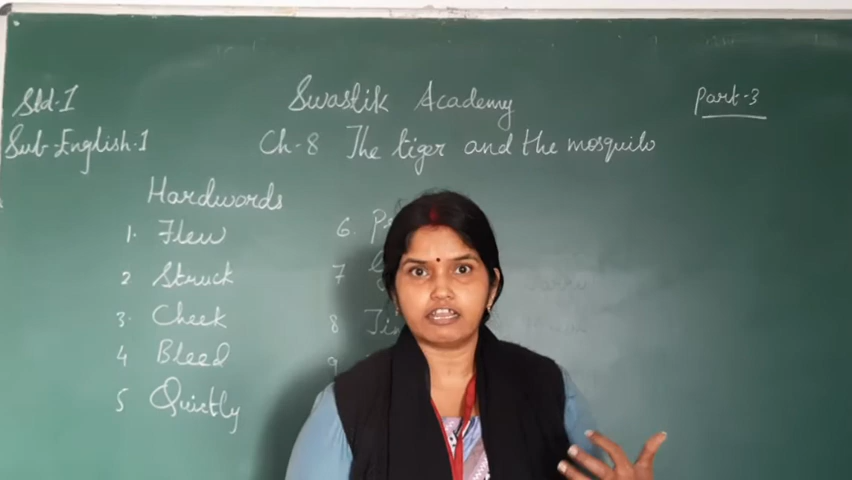 Swastik Academy
Std-1
Part-3
Sub-English-1
Ch-8 The tiger and the mosquito
Hardwords
1. Flew
2 Struck
3. Cheek
4 Bleed
5 Quietly
6.
7
8
9